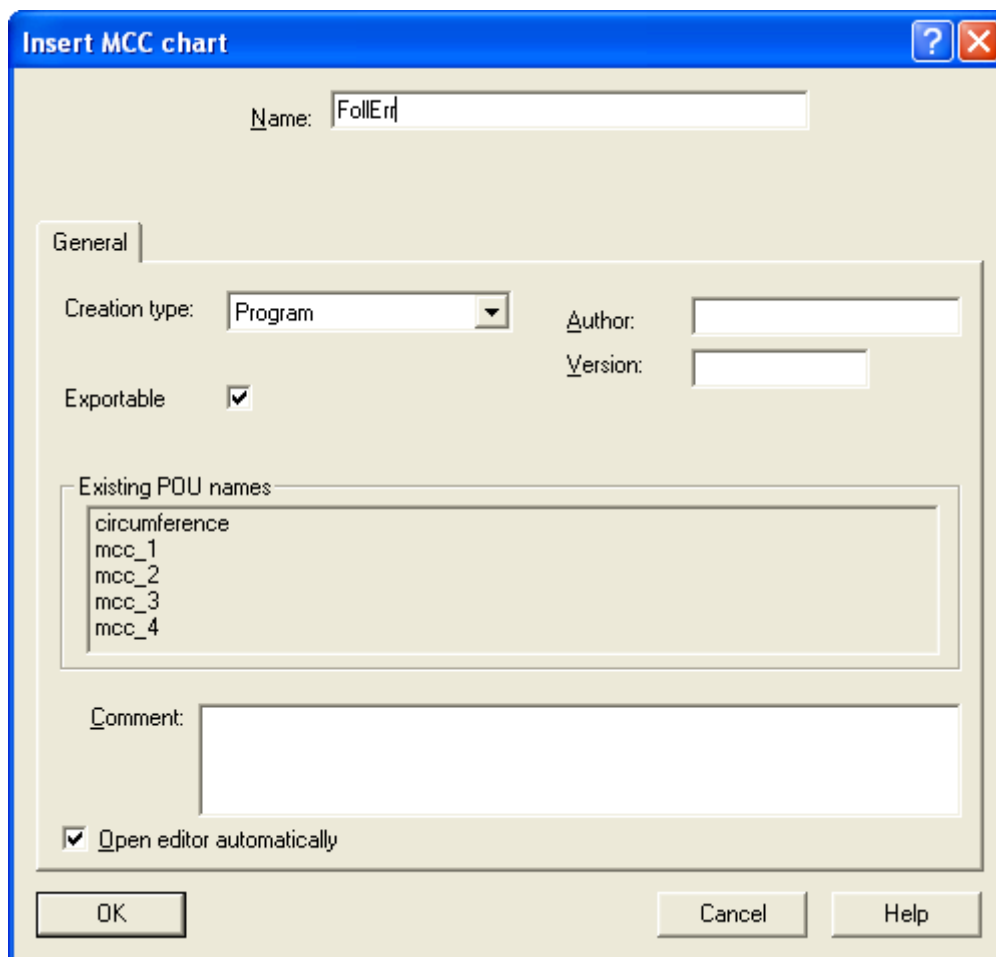 Insert MCC chart
Name: FollErr
General
Creation type: Program
Author:
Version:
Exportable
Existing POU names
circumference
mcc_1
mcc_2
mcc_3
mcc_4
Comment:
Open editor automatically
OK Cancel Help